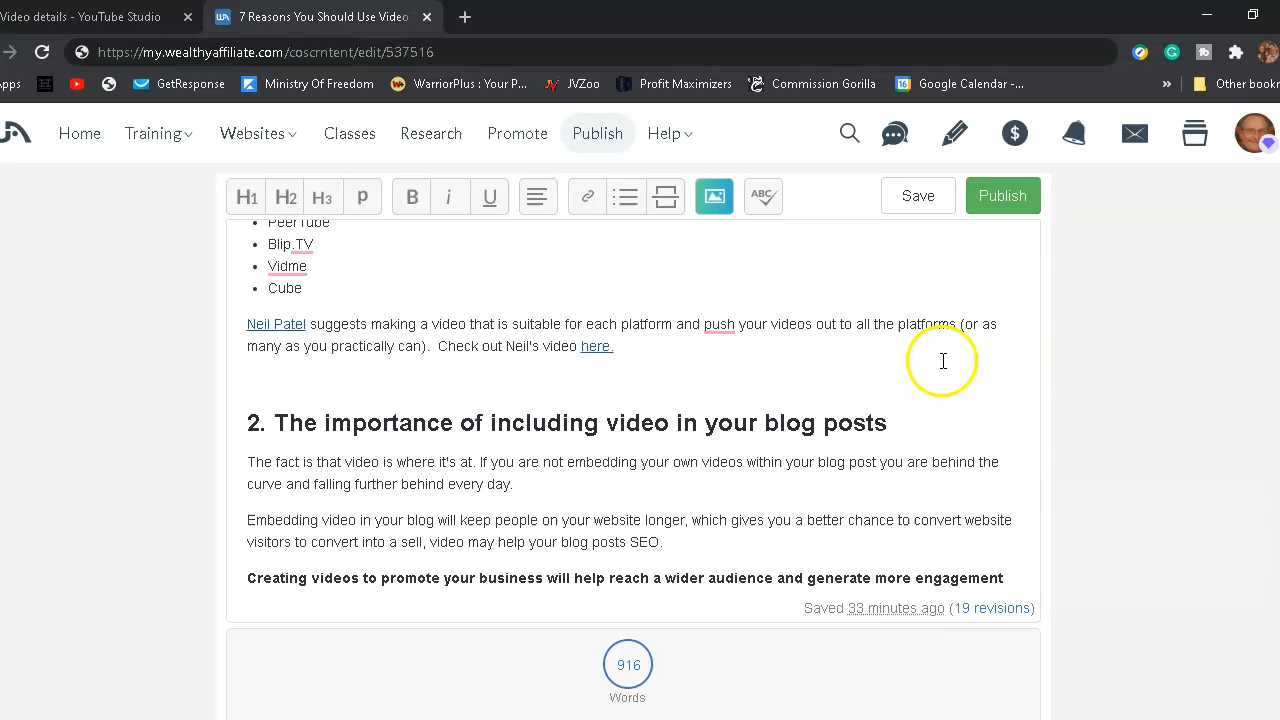 Video details - YouTube Studio
7 Reasons You Should Use Video
https://my.wealthyaffiliate.com/coscrntent/edit/537516
Apps GetResponse Ministry Of Freedom WarriorPlus : Your P... JVZoo Profit Maximizers Commission Gorilla Google Calendar -... » Other bookr
Home Training Websites Classes Research Promote Publish Help
H1 H2 H3 p B i U ABC Save Publish
PeerTube
Blip.TV
Vidme
Cube
Neil Patel suggests making a video that is suitable for each platform and push your videos out to all the platforms (or as
many as you practically can). Check out Neil's video here.
2. The importance of including video in your blog posts
The fact is that video is where it's at. If you are not embedding your own videos within your blog post you are behind the
curve and falling further behind every day.
Embedding video in your blog will keep people on your website longer, which gives you a better chance to convert website
visitors to convert into a sell, video may help your blog posts SEO.
Creating videos to promote your business will help reach a wider audience and generate more engagement
Saved 33 minutes ago (19 revisions)
916
Words